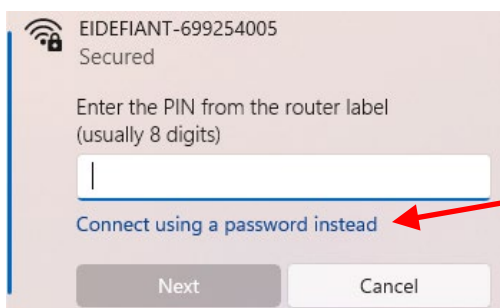 EIDEFIANT-699254005
Secured
Enter the PIN from the router label
(usually 8 digits)
Connect using a password instead
Next
Cancel